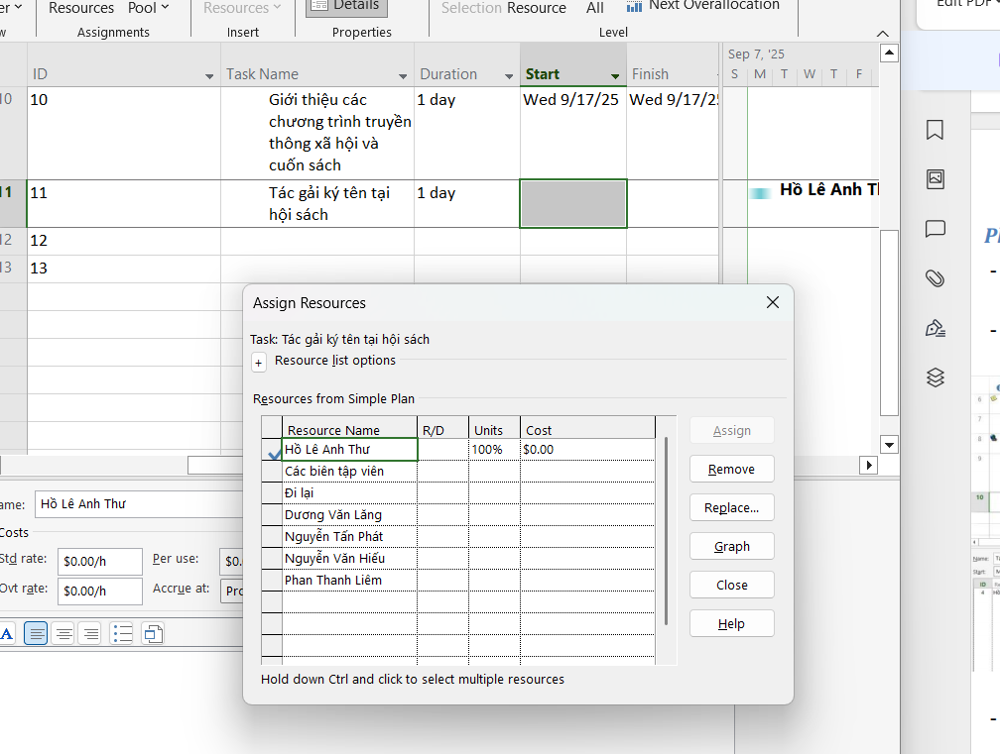 Resources Pool
Resources
Details
Selection Resource All Next Overallocation
Assignments Insert Properties Level
Edit PDF
ID Task Name Duration Start Finish
Sep 7, '25
S M T W T F
10 10 Giới thiệu các chương trình truyền thông xã hội và cuốn sách 1 day Wed 9/17/25 Wed 9/17/25
11 11 Tác gải ký tên tại hội sách 1 day
Hồ Lê Anh Th
12 12
13 13
Assign Resources
Task: Tác gải ký tên tại hội sách
+ Resource list options
Resources from Simple Plan
Resource Name R/D Units Cost
Hồ Lê Anh Thư 100% $0.00
Các biên tập viên
Đi lại
Dương Văn Lăng
Nguyễn Tấn Phát
Nguyễn Văn Hiếu
Phan Thanh Liêm
Assign
Remove
Replace...
Graph
Close
Help
Hold down Ctrl and click to select multiple resources
ame: Hồ Lê Anh Thư
Costs
Std rate: $0.00/h Per use: $0.
Ovt rate: $0.00/h Accrue at: Pro